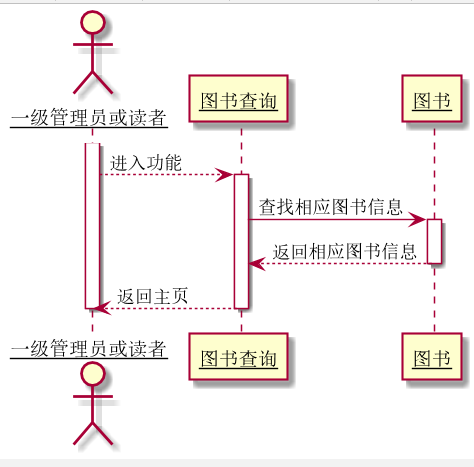 一级管理员或读者
图书查询
图书
进入功能
查找相应图书信息
返回相应图书信息
返回主页
一级管理员或读者
图书查询
图书